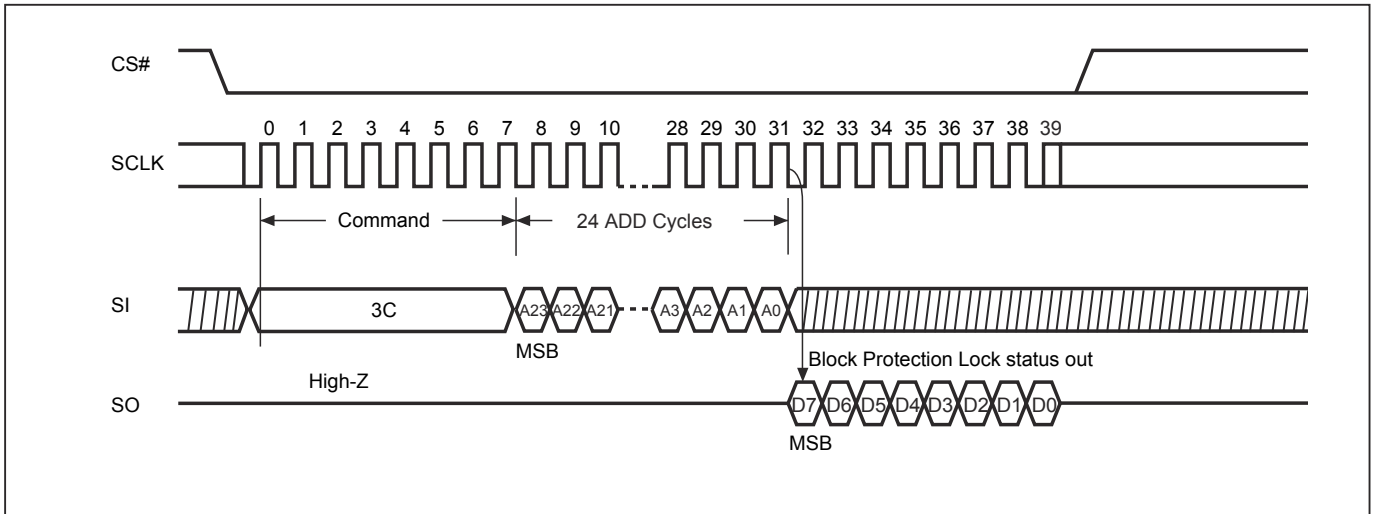 CS#
0 1 2 3 4 5 6 7 8 9 10 28 29 30 31 32 33 34 35 36 37 38 39
SCLK
Command 24 ADD Cycles
SI 3C A23 A22 A21 A3 A2 A1 A0
MSB
Block Protection Lock status out
High-Z
SO D7 D6 D5 D4 D3 D2 D1 D0
MSB